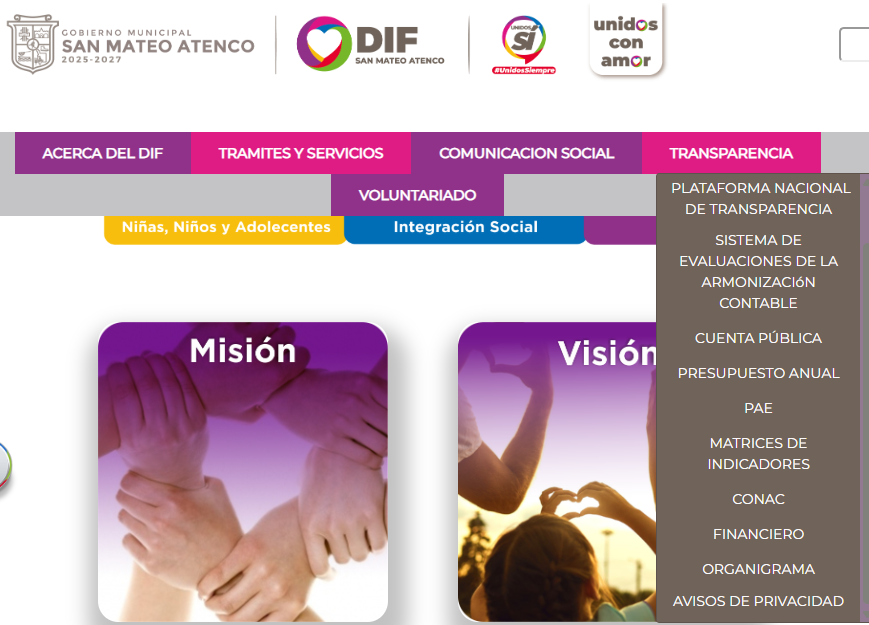 GOBIERNO MUNICIPAL
SAN MATEO ATENCO
2025-2027
DIF
SAN MATEO ATENCO
UNIDOS
SÍ
#UnidosSiempre
unidos
con
amor
ACERCA DEL DIF
TRAMITES Y SERVICIOS
COMUNICACION SOCIAL
TRANSPARENCIA
VOLUNTARIADO
Niñas, Niños y Adolecentes
Integración Social
PLATAFORMA NACIONAL
DE TRANSPARENCIA
SISTEMA DE
EVALUACIONES DE LA
ARMONIZACIóN
CONTABLE
CUENTA PÚBLICA
PRESUPUESTO ANUAL
PAE
MATRICES DE
INDICADORES
CONAC
FINANCIERO
ORGANIGRAMA
AVISOS DE PRIVACIDAD
Misión
Visión